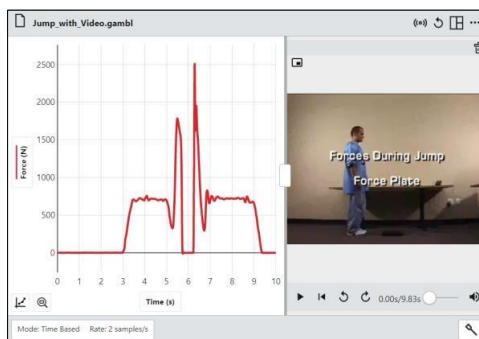 Jump_with_Video.gambl
2500
2000
1500
1000
500
0
Force (N)
0 1 2 3 4 5 6 7 8 9 10
Time (s)
Mode: Time Based Rate: 2 samples/s
Forces During Jump
Force Plate
0.00s/9.83s